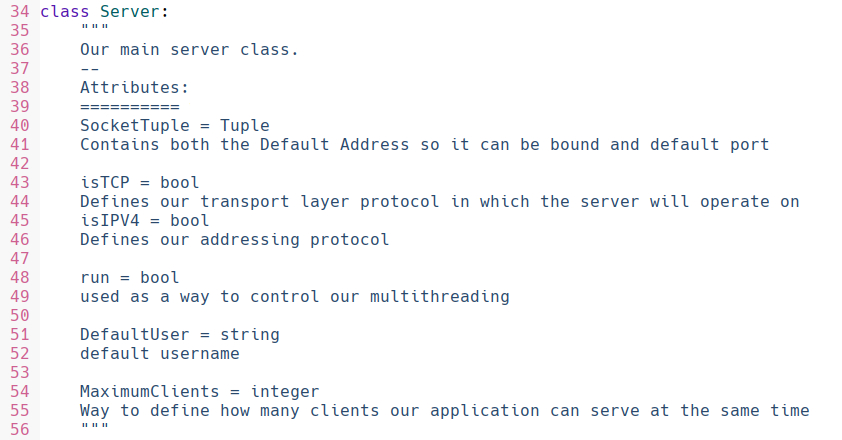 34 class Server:
35     """
36     Our main server class.
37     --
38     Attributes:
39     ==========
40     SocketTuple = Tuple
41     Contains both the Default Address so it can be bound and default port
42
43     isTCP = bool
44     Defines our transport layer protocol in which the server will operate on
45     isIPV4 = bool
46     Defines our addressing protocol
47
48     run = bool
49     used as a way to control our multithreading
50
51     DefaultUser = string
52     default username
53
54     MaximumClients = integer
55     Way to define how many clients our application can serve at the same time
56     """